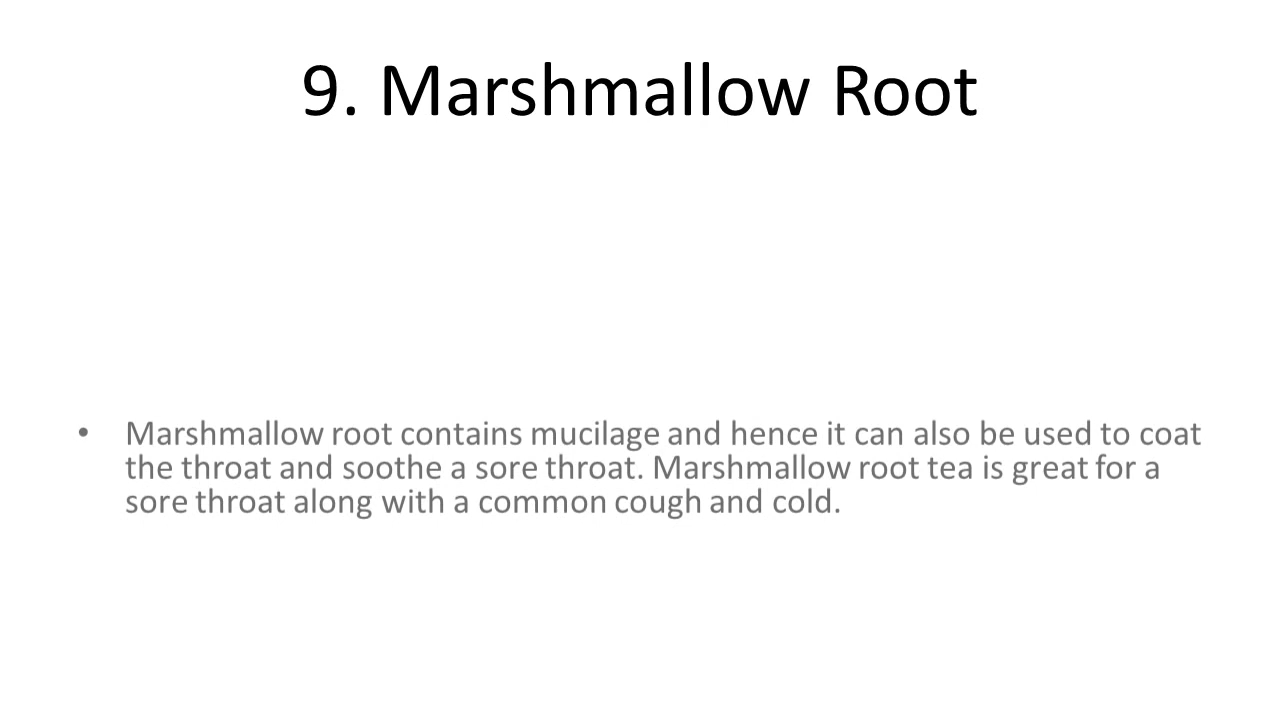 9. Marshmallow Root
• Marshmallow root contains mucilage and hence it can also be used to coat
the throat and soothe a sore throat. Marshmallow root tea is great for a
sore throat along with a common cough and cold.